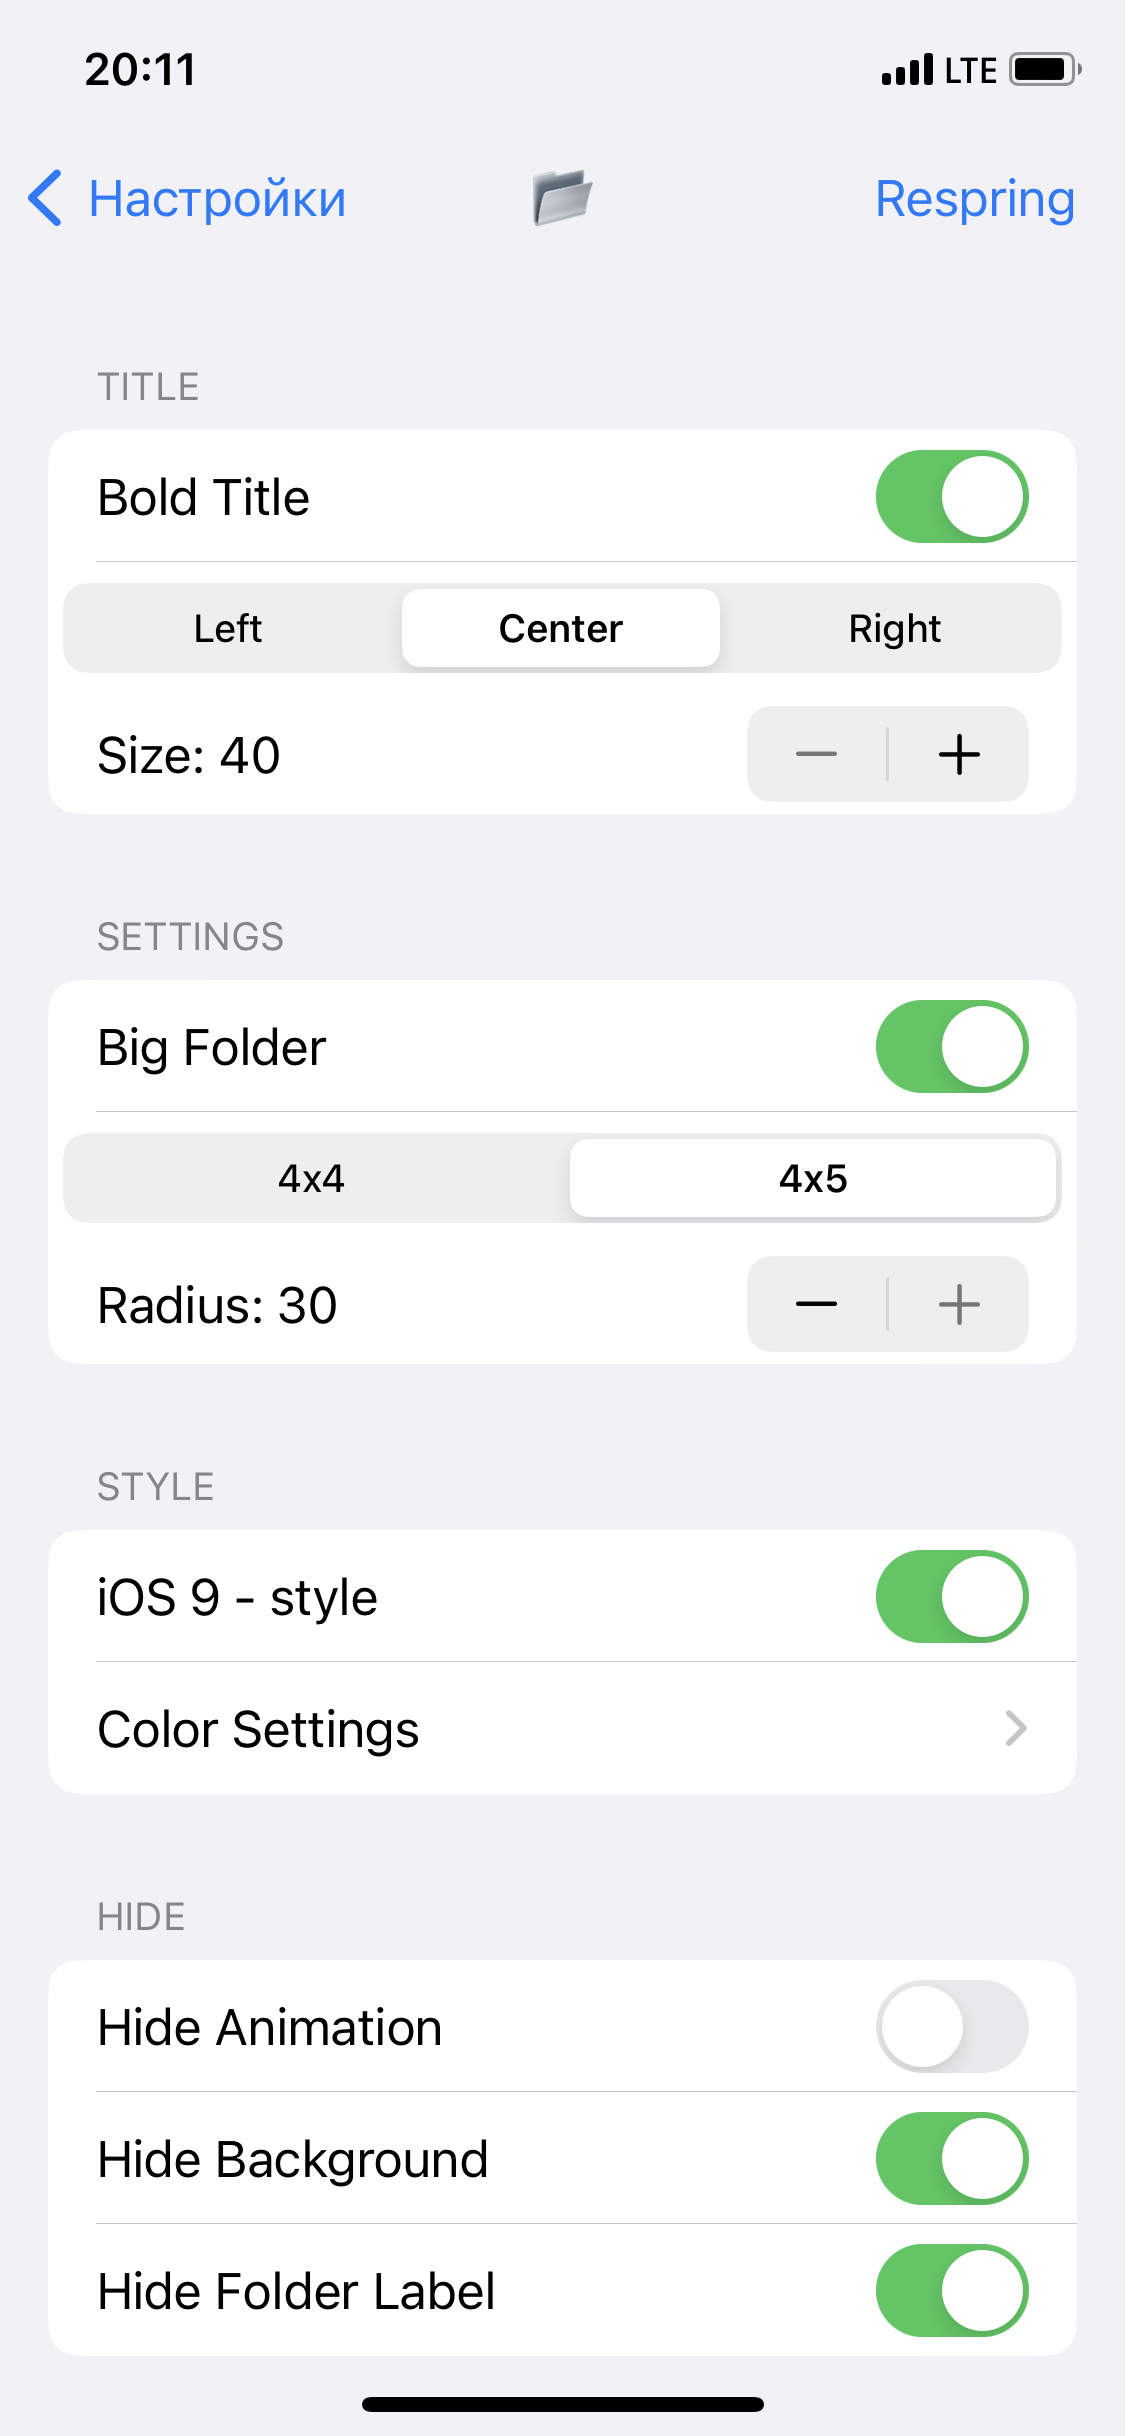 20:11 LTE
Настройки Respring
TITLE
Bold Title
Left Center Right
Size: 40
SETTINGS
Big Folder
4x4 4x5
Radius: 30
STYLE
iOS 9 - style
Color Settings
HIDE
Hide Animation
Hide Background
Hide Folder Label